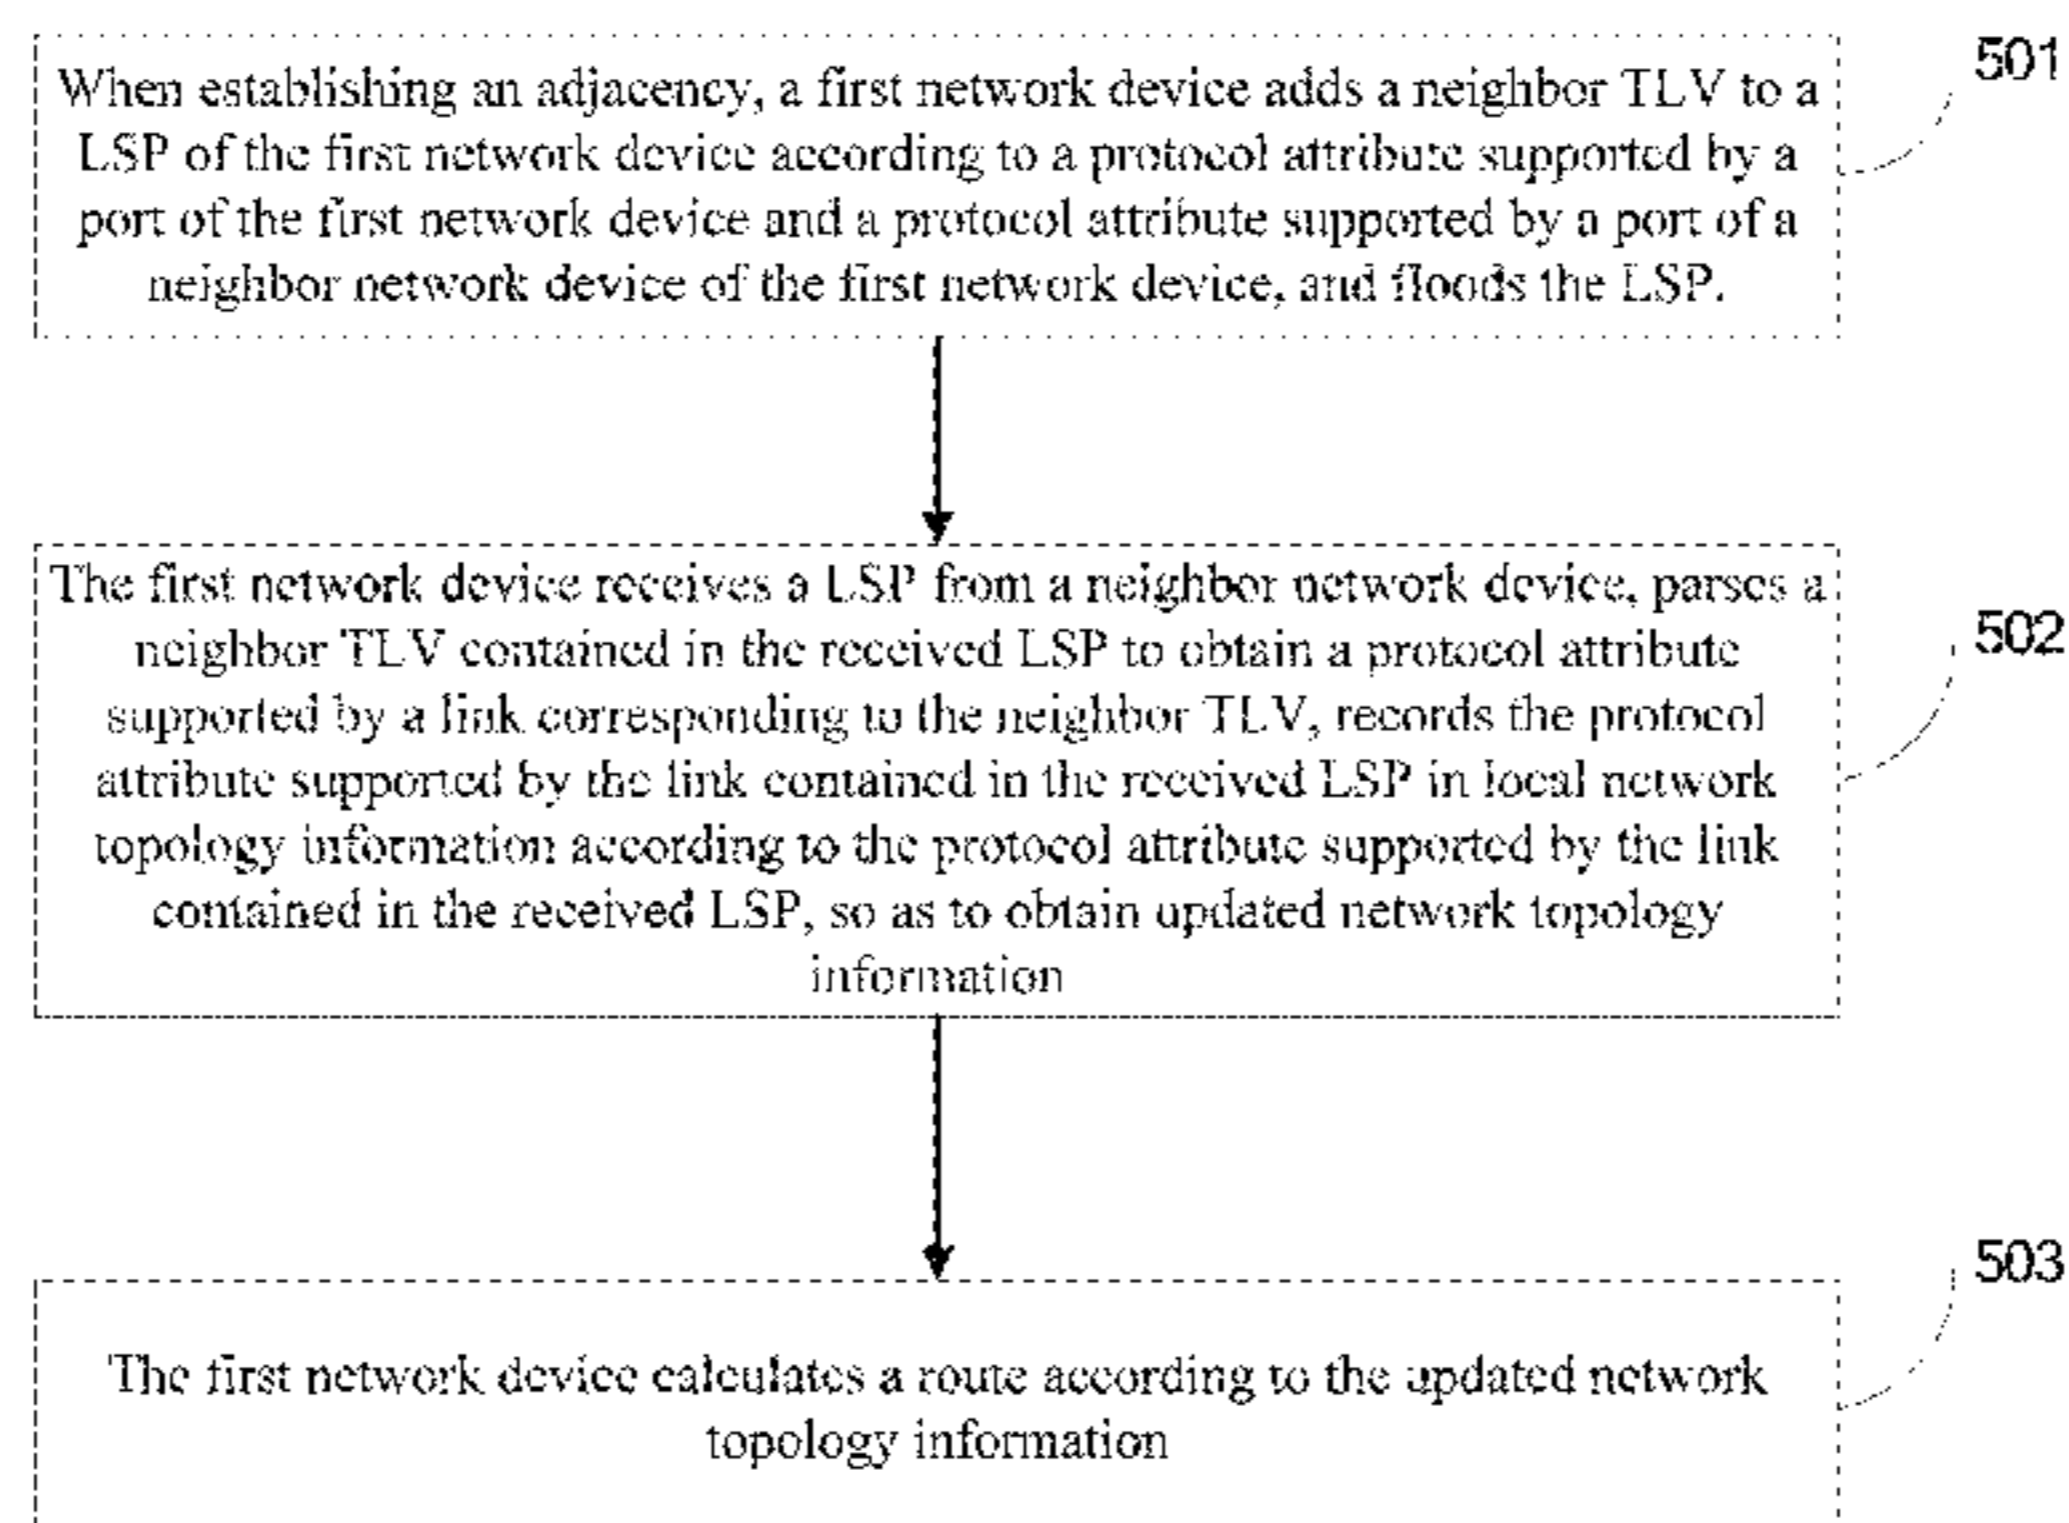 When establishing an adjacency, a first network device adds a neighbor TLV to a
LSP of the first network device according to a protocol attribute supported by a
port of the first network device and a protocol attribute supported by a port of a
neighbor network device of the first network device, and floods the LSP.
501
The first network device receives a LSP from a neighbor network device, parses a
neighbor TLV contained in the received LSP to obtain a protocol attribute
supported by a link corresponding to the neighbor TLV, records the protocol
attribute supported by the link contained in the received LSP in local network
topology information according to the protocol attribute supported by the link
contained in the received LSP, so as to obtain updated network topology
information
502
The first network device calculates a route according to the updated network
topology information
503